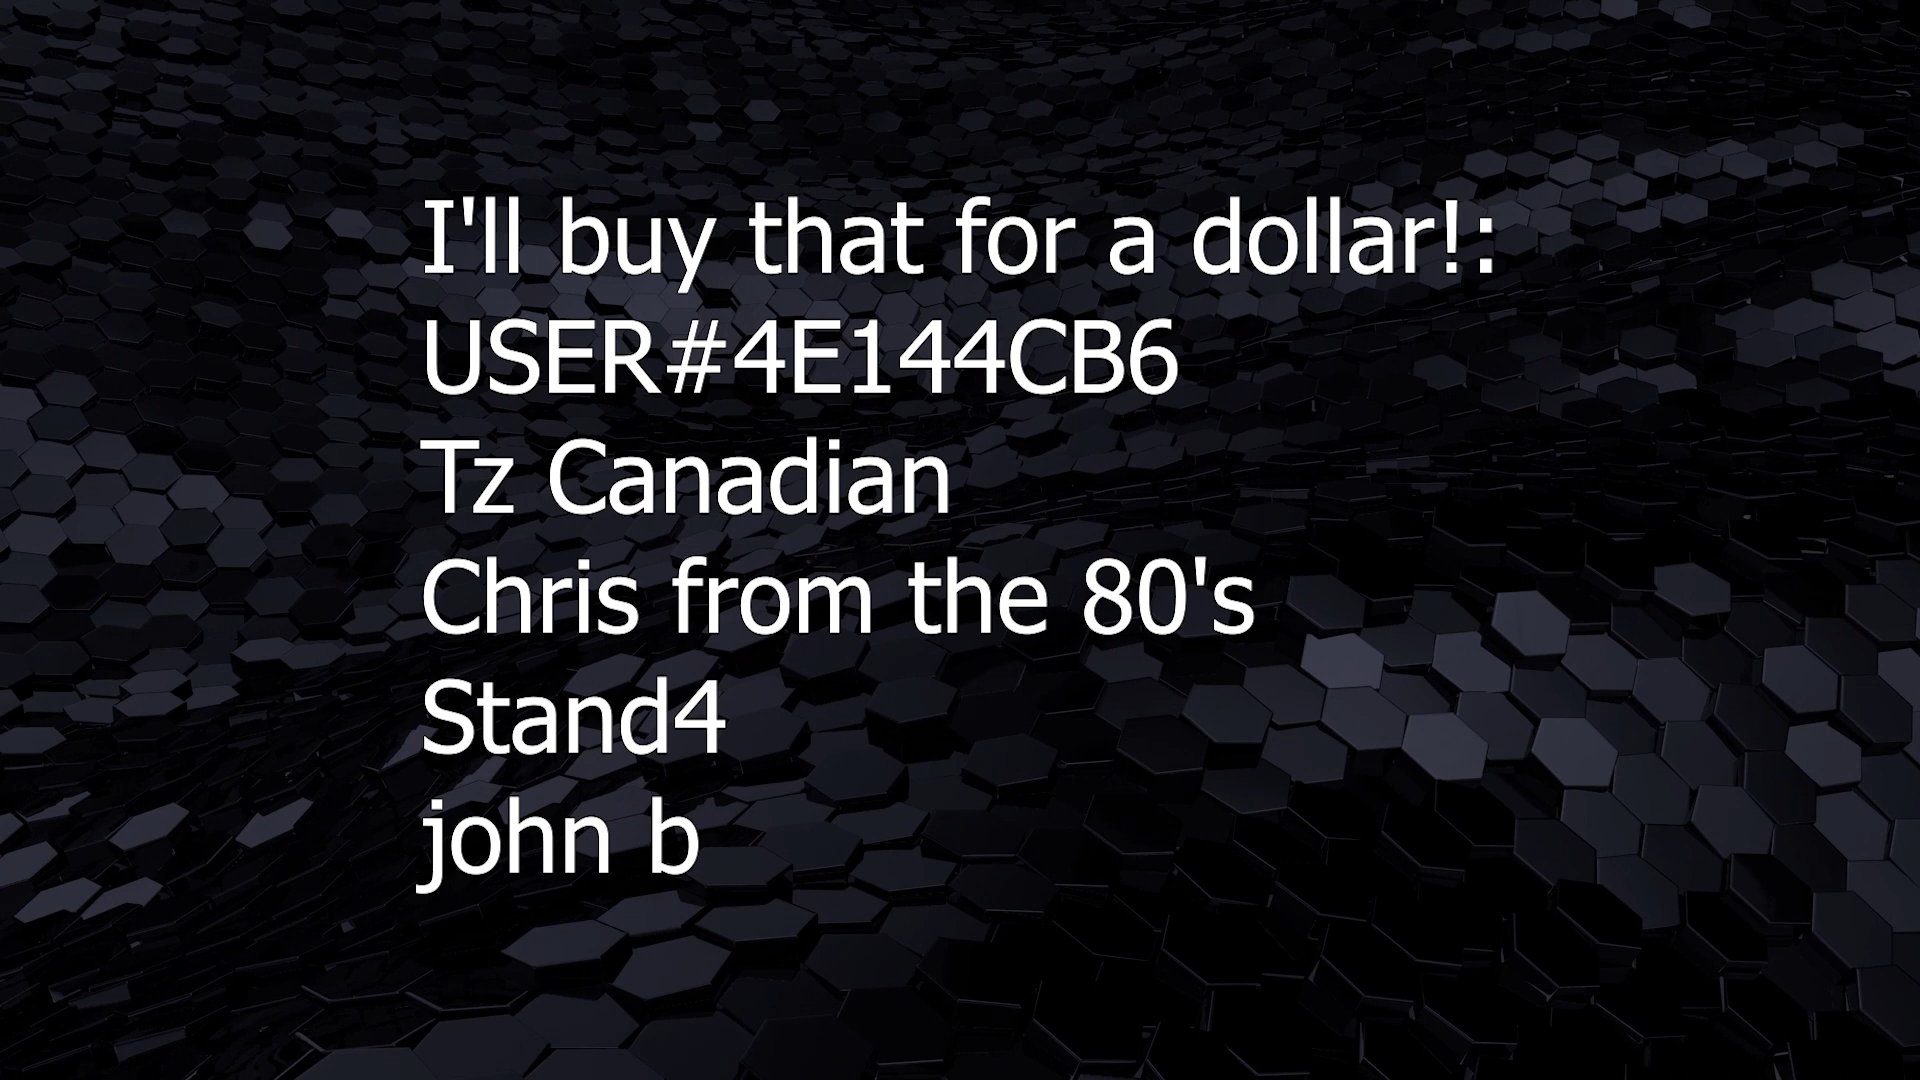 I'll buy that for a dollar!:
USER#4E144CB6
Tz Canadian
Chris from the 80's
Stand4
john b